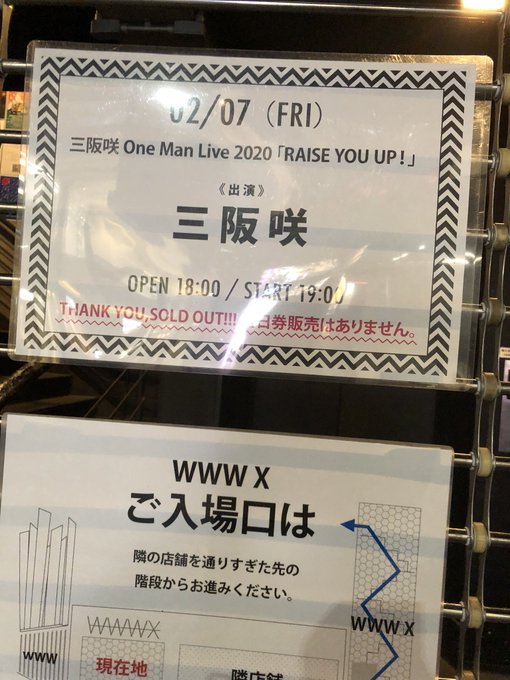 02/07 (FRI)
三阪咲 One Man Live 2020「RAISE YOU UP!」
《出演》
三阪咲
OPEN 18:00 / START 19:00
THANK YOU,SOLD OUT!!! 日券販売はありません。
WWW X
ご入場口は
隣の店舗を通りすぎた先の
階段からお進みください。
WWW X
WWWX
WWW
現在地
隣店舗